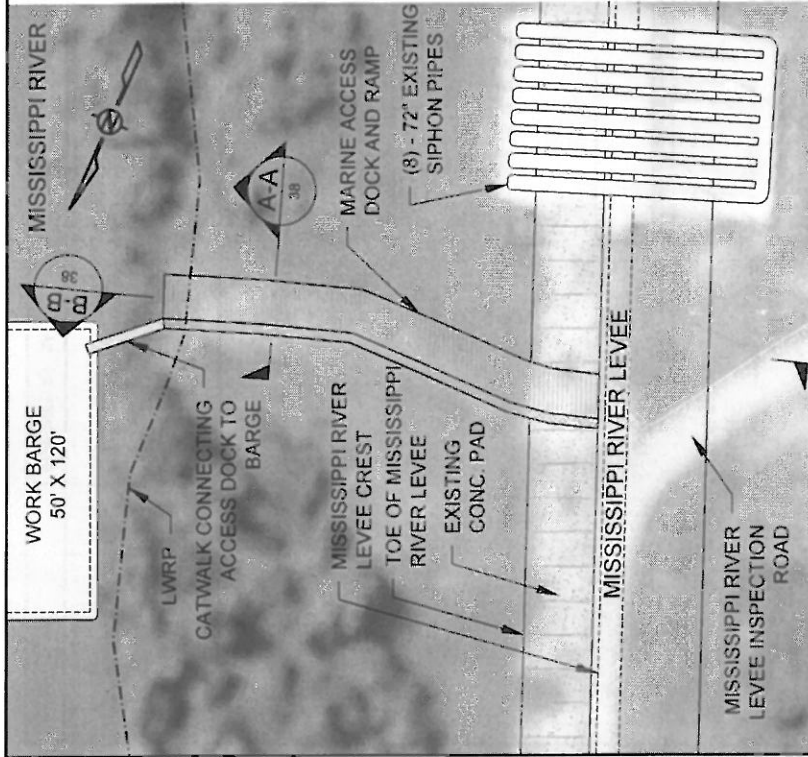 MISSISSIPPI RIVER
WORK BARGE
50' X 120'
B-B
38
A-A
38
LWRP
CATWALK CONNECTING
ACCESS DOCK TO
BARGE
MARINE ACCESS
DOCK AND RAMP
(8) - 72" EXISTING
SIPHON PIPES
MISSISSIPPI RIVER
LEVEE CREST
TOE OF MISSISSIPPI
RIVER LEVEE
EXISTING
CONC. PAD
MISSISSIPPI RIVER LEVEE
MISSISSIPPI RIVER
LEVEE INSPECTION
ROAD